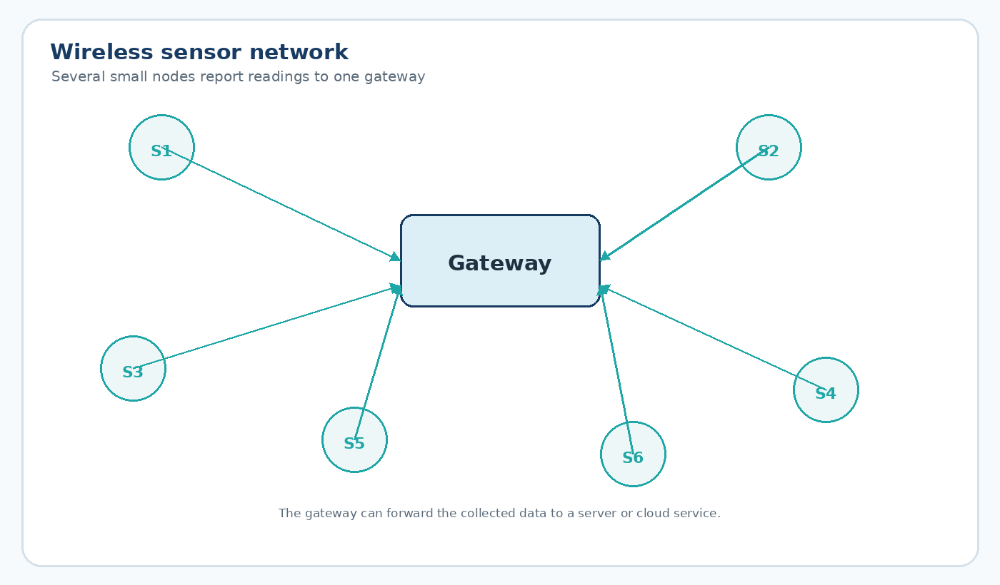 Wireless sensor network
Several small nodes report readings to one gateway
S1
S2
Gateway
S3
S4
S5
S6
The gateway can forward the collected data to a server or cloud service.